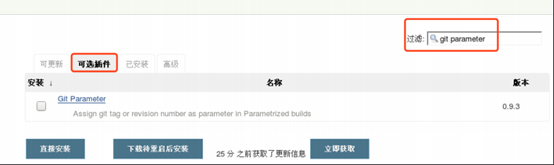 过滤: git parameter
可更新 可选插件 已安装 高级
安装 ↓ 名称 版本
Git Parameter 0.9.3
Assign git tag or revision number as parameter in Parametrized builds
直接安装 下载待重启后安装 25 分 之前获取了更新信息 立即获取